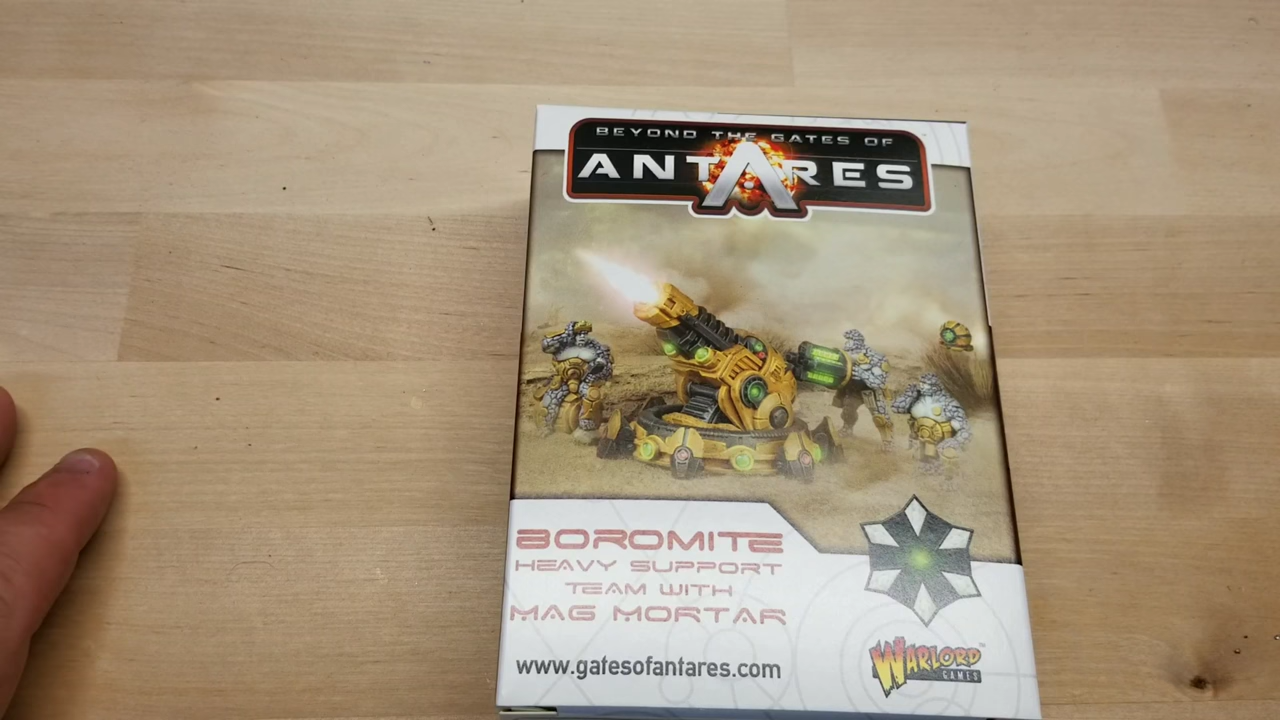 BEYOND THE GATES OF
ANTARES
BOROMITE
HEAVY SUPPORT
TEAM WITH
MAG MORTAR
www.gatesofantares.com
WARLORD
GAMES